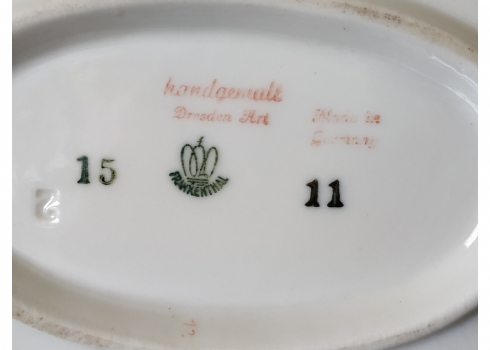 handgemalt
Dresden Art
Made in
Germany
15
FRANKENTHAL
11